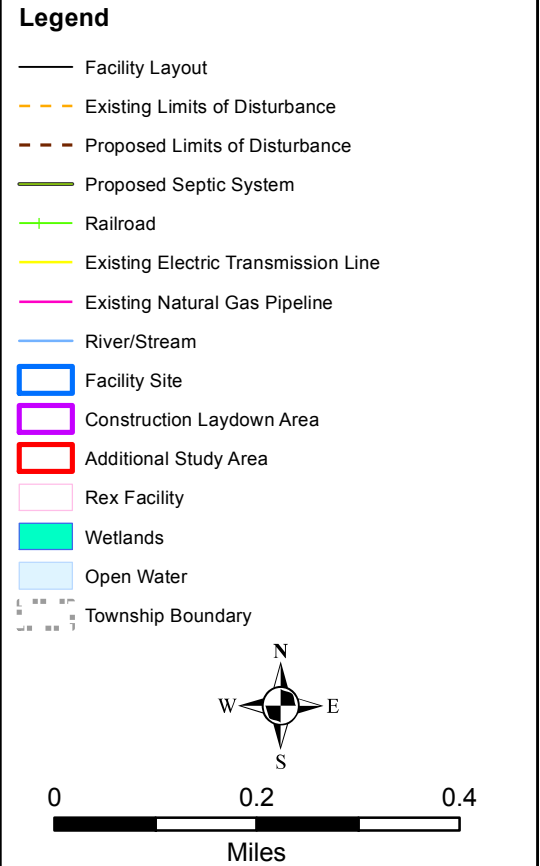 Legend
Facility Layout
Existing Limits of Disturbance
Proposed Limits of Disturbance
Proposed Septic System
Railroad
Existing Electric Transmission Line
Existing Natural Gas Pipeline
River/Stream
Facility Site
Construction Laydown Area
Additional Study Area
Rex Facility
Wetlands
Open Water
Township Boundary
N
W E
S
0 0.2 0.4
Miles